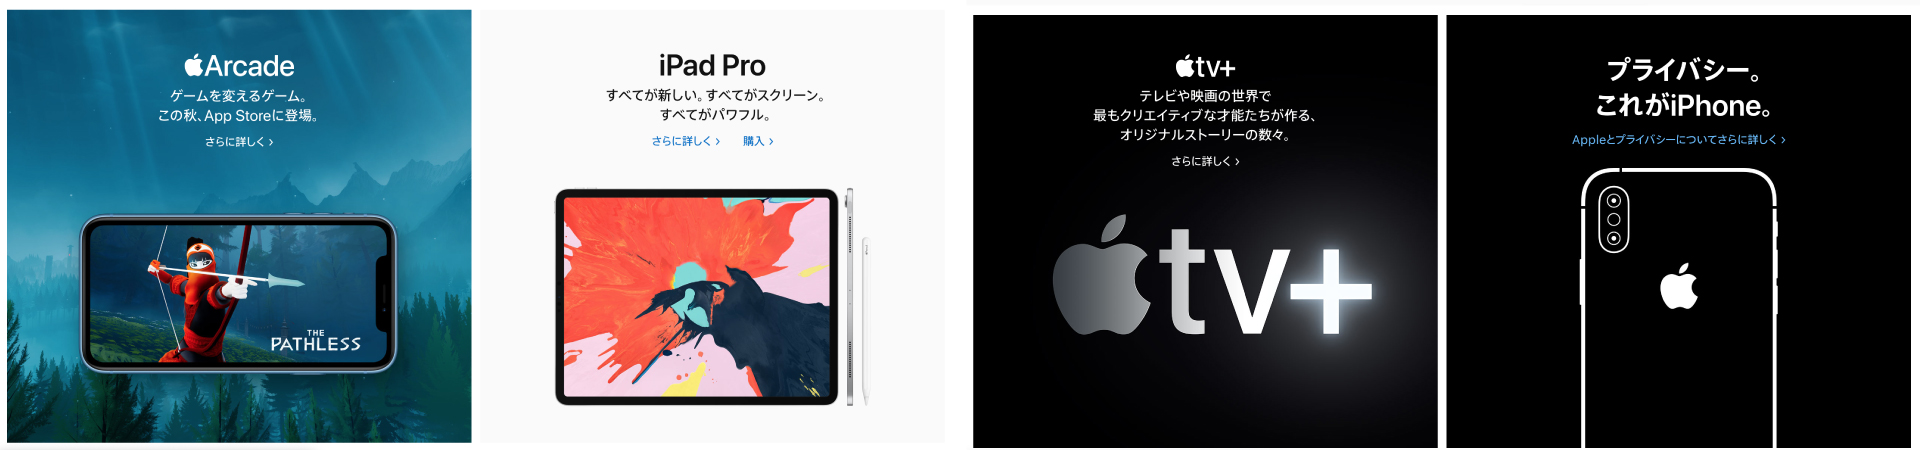 Arcade
ゲームを変えるゲーム。
この秋、App Storeに登場。
さらに詳しく >
THE
PATHLESS
iPad Pro
すべてが新しい。すべてがスクリーン。
すべてがパワフル。
さらに詳しく > 購入 >
tv+
テレビや映画の世界で
最もクリエイティブな才能たちが作る、
オリジナルストーリーの数々。
さらに詳しく >
tv+
プライバシー。
これがiPhone。
Appleとプライバシーについてさらに詳しく >